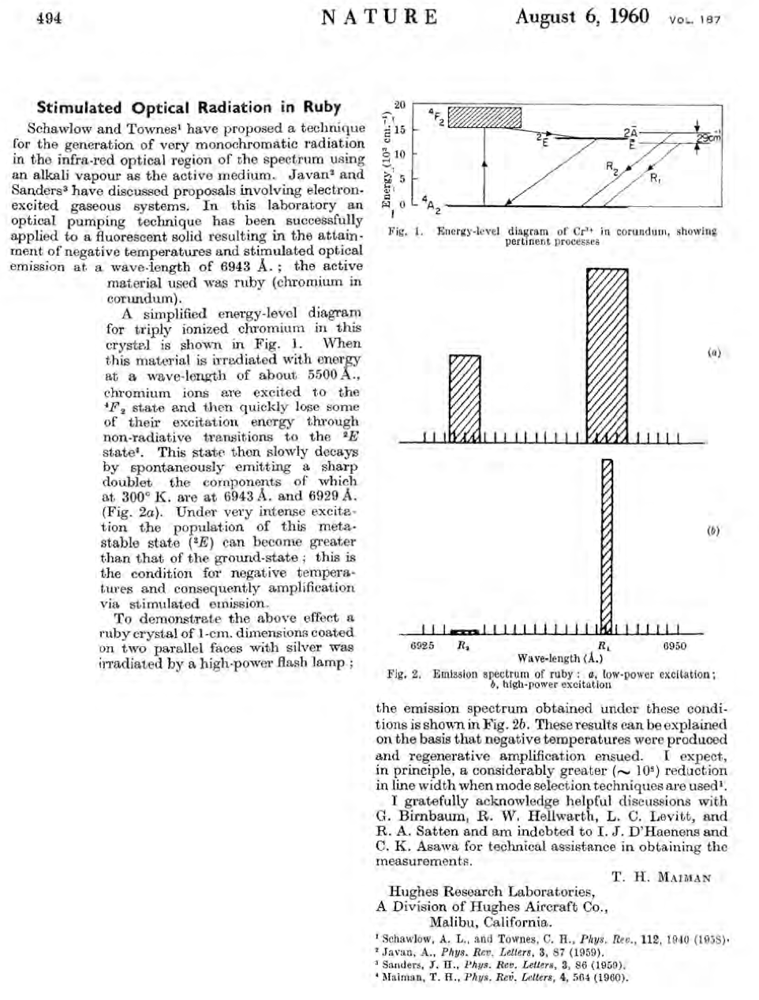 494
NATURE
August 6, 1960 VOL. 187
Stimulated Optical Radiation in Ruby
Schawlow and Townes¹ have proposed a technique
for the generation of very monochromatic radiation
in the infra-red optical region of the spectrum using
an alkali vapour as the active medium. Javan² and
Sanders³ have discussed proposals involving electron-
excited gaseous systems. In this laboratory an
optical pumping technique has been successfully
applied to a fluorescent solid resulting in the attain-
ment of negative temperatures and stimulated optical
emission at a wave-length of 6943 Å. ; the active
material used was ruby (chromium in
corundum).
A simplified energy-level diagram
for triply ionized chromium in this
crystal is shown in Fig. 1. When
this material is irradiated with energy
at a wave-length of about 5500 Å.,
chromium ions are excited to the
⁴F₂ state and then quickly lose some
of their excitation energy through
non-radiative transitions to the ²E
state⁴. This state then slowly decays
by spontaneously emitting a sharp
doublet the components of which
at 300° K. are at 6943 Å. and 6929 Å.
(Fig. 2a). Under very intense excita-
tion the population of this meta-
stable state (²E) can become greater
than that of the ground-state ; this is
the condition for negative tempera-
tures and consequently amplification
via stimulated emission.
To demonstrate the above effect a
ruby crystal of 1-cm. dimensions coated
on two parallel faces with silver was
irradiated by a high-power flash lamp ;
Energy (10³ cm.⁻¹)
20
15
10
5
0
⁴F₂
²E
2Ā
Ē
29cm⁻¹
R₂
R₁
⁴A₂
Fig. 1. Energy-level diagram of Cr³⁺ in corundum, showing
pertinent processes
(a)
(b)
6925 R₂ R₁ 6950
Wave-length (Å.)
Fig. 2. Emission spectrum of ruby : a, low-power excitation ;
b, high-power excitation
the emission spectrum obtained under these condi-
tions is shown in Fig. 2b. These results can be explained
on the basis that negative temperatures were produced
and regenerative amplification ensued. I expect,
in principle, a considerably greater (∼ 10⁸) reduction
in line width when mode selection techniques are used¹.
I gratefully acknowledge helpful discussions with
G. Birnbaum, R. W. Hellwarth, L. C. Levitt, and
R. A. Satten and am indebted to I. J. D'Haenens and
C. K. Asawa for technical assistance in obtaining the
measurements.
T. H. MAIMAN
Hughes Research Laboratories,
A Division of Hughes Aircraft Co.,
Malibu, California.
¹ Schawlow, A. L., and Townes, C. H., Phys. Rev., 112, 1940 (1958).
² Javan, A., Phys. Rev. Letters, 3, 87 (1959).
³ Sanders, J. H., Phys. Rev. Letters, 3, 86 (1959).
⁴ Maiman, T. H., Phys. Rev. Letters, 4, 564 (1960).